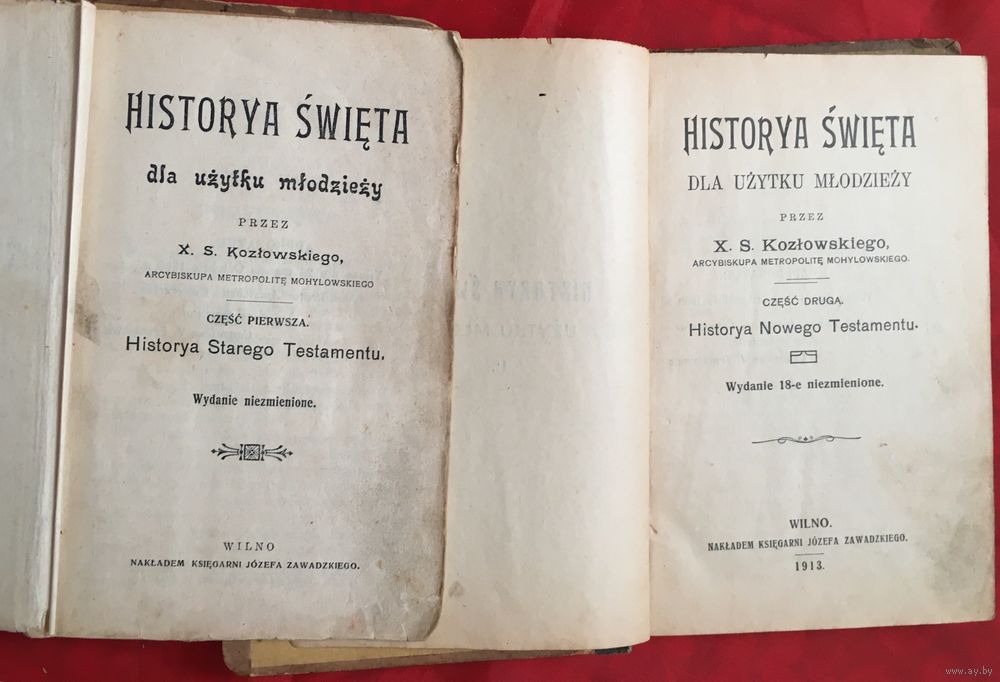 HISTORYA ŚWIĘTA
dla użytku młodzieży
PRZEZ
X. S. Kozłowskiego,
ARCYBISKUPA METROPOLITĘ MOHYLOWSKIEGO
CZĘŚĆ PIERWSZA.
Historya Starego Testamentu.
Wydanie niezmienione.
WILNO
NAKŁADEM KSIĘGARNI JÓZEFA ZAWADZKIEGO.
HISTORYA ŚWIĘTA
DLA UŻYTKU MŁODZIEŻY
PRZEZ
X. S. Kozłowskiego,
ARCYBISKUPA METROPOLITĘ MOHYLOWSKIEGO.
CZĘŚĆ DRUGA.
Historya Nowego Testamentu.
Wydanie 18-e niezmienione.
WILNO.
NAKŁADEM KSIĘGARNI JÓZEFA ZAWADZKIEGO.
1913.
www.ay.by